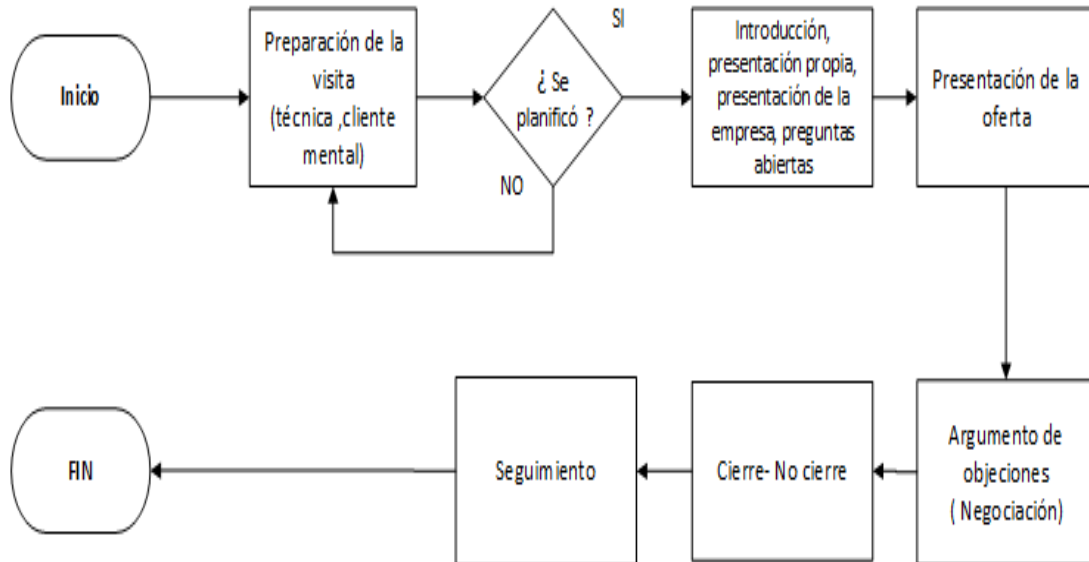 Inicio
Preparación de la
visita
(técnica ,cliente
mental)
¿ Se
planificó ?
SI
NO
Introducción,
presentación propia,
presentación de la
empresa, preguntas
abiertas
Presentación de la
oferta
Argumento de
objeciones
( Negociación)
Cierre- No cierre
Seguimiento
FIN